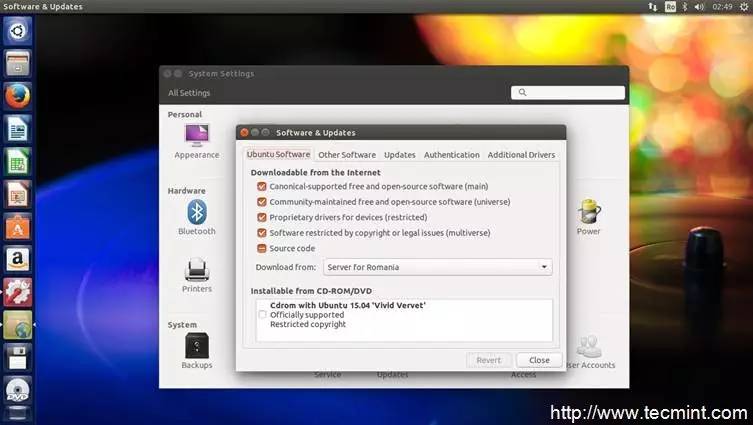 Software & Updates
Ro
02:49
System Settings
All Settings
Personal
Appearance
Hardware
Bluetooth
Power
Printers
System
Backups
Service
Updates
Access
User Accounts
Software & Updates
Ubuntu Software
Other Software
Updates
Authentication
Additional Drivers
Downloadable from the Internet
Canonical-supported free and open-source software (main)
Community-maintained free and open-source software (universe)
Proprietary drivers for devices (restricted)
Software restricted by copyright or legal issues (multiverse)
Source code
Download from:
Server for Romania
Installable from CD-ROM/DVD
Cdrom with Ubuntu 15.04 'Vivid Vervet'
Officially supported
Restricted copyright
Revert
Close
DVD
http://www.tecmint.com